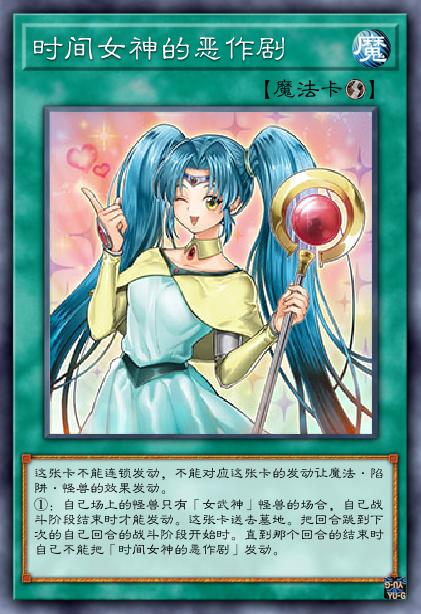 时间女神的恶作剧
魔
【魔法卡】
这张卡不能连锁发动，不能对应这张卡的发动让魔法·陷
阱·怪兽的效果发动。
①：自己场上的怪兽只有「女武神」怪兽的场合，自己战
斗阶段结束时才能发动。这张卡送去墓地。把回合跳到下
次的自己回合的战斗阶段开始时。直到那个回合的结束时
自己不能把「时间女神的恶作剧」发动。